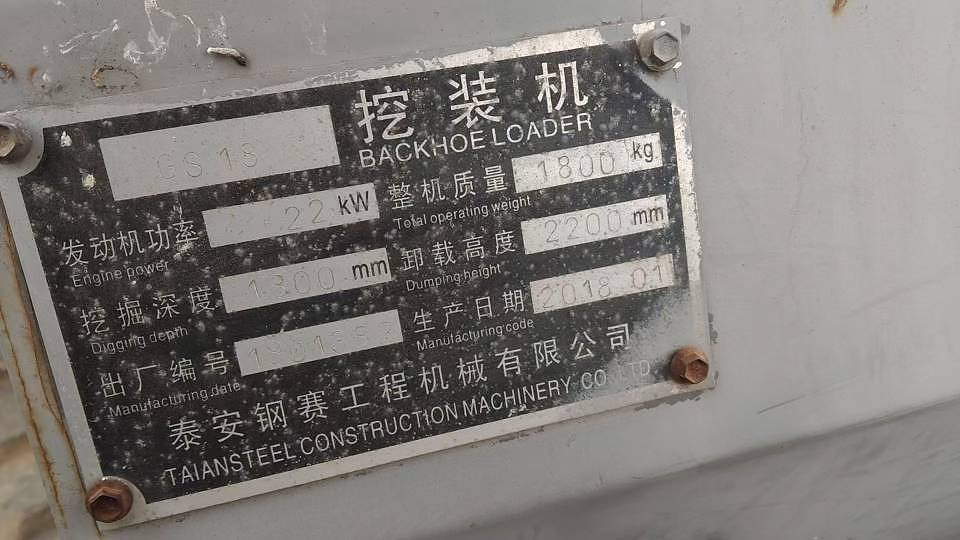 挖装机
BACKHOE LOADER
GS 18
发动机功率 22 kW
Engine power
整机质量 1800 kg
Total operating weight
挖掘深度 1300 mm
Digging depth
卸载高度 2200 mm
Dumping height
出厂编号
Manufacturing date
生产日期 2018 01
Manufacturing code
泰安钢赛工程机械有限公司
TAIANSTEEL CONSTRUCTION MACHINERY CO LTD